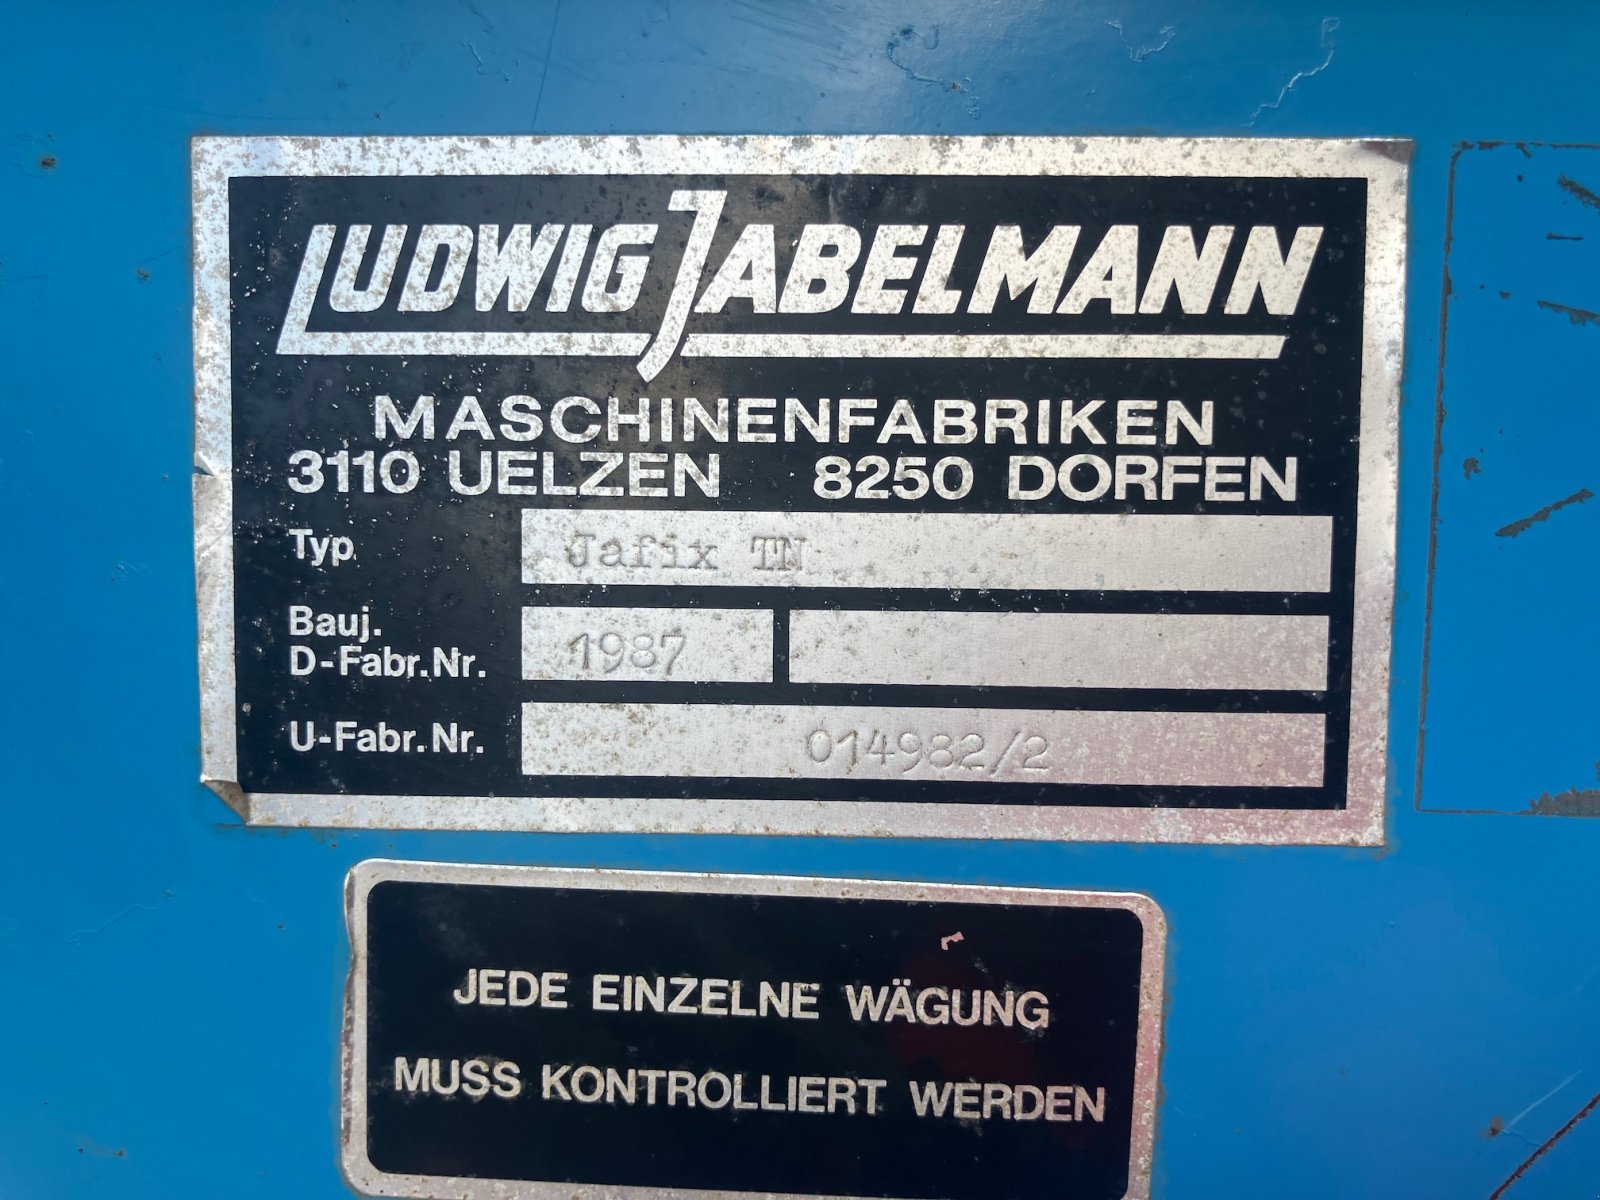 LUDWIG JABELMANN
MASCHINENFABRIKEN
3110 UELZEN 8250 DORFEN
Typ Jafix TN
Bauj. 1987
D-Fabr.Nr.
U-Fabr.Nr. 014982/2
JEDE EINZELNE WÄGUNG
MUSS KONTROLLIERT WERDEN